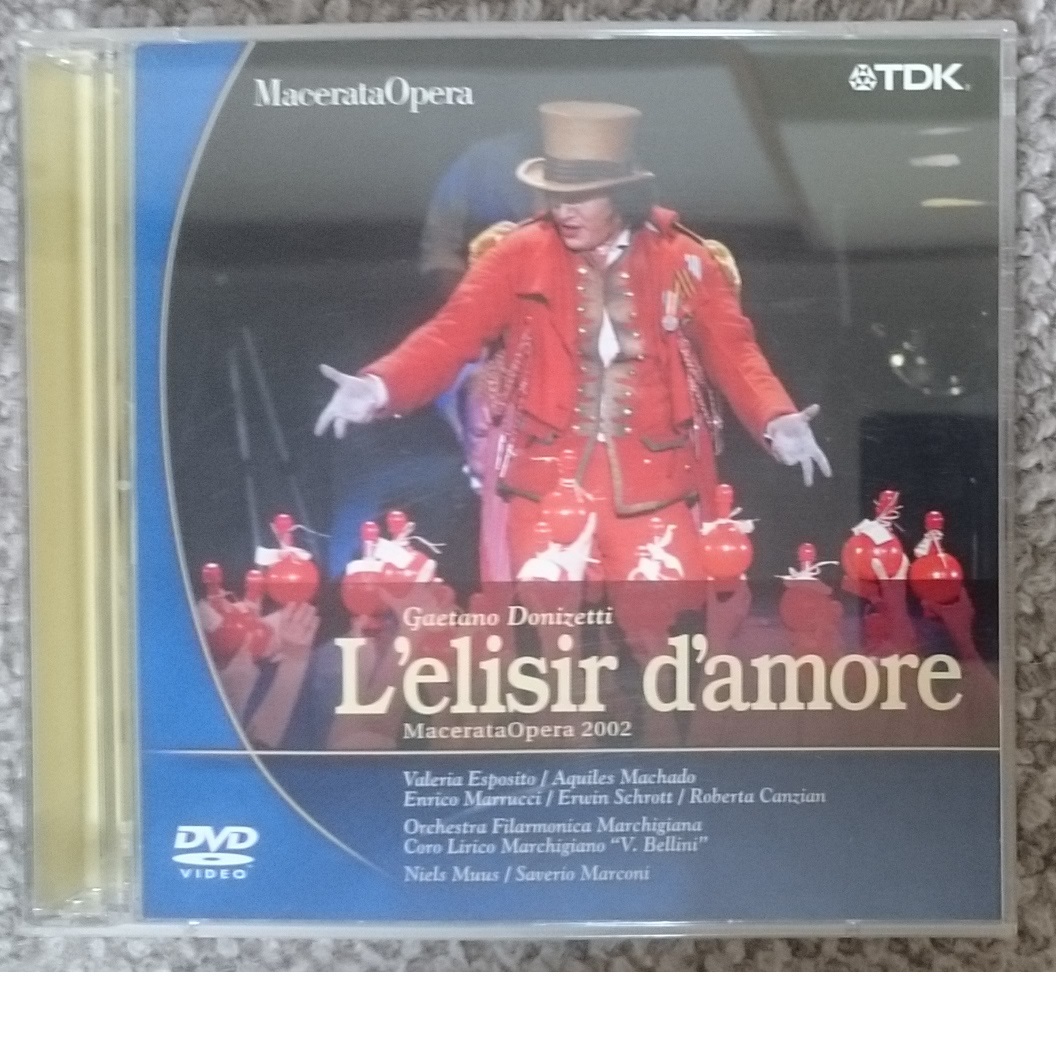 MacerataOpera
TDK
Gaetano Donizetti
L'elisir d'amore
MacerataOpera 2002
Valeria Esposito / Aquiles Machado
Enrico Marrucci / Erwin Schrott / Roberta Canzian
Orchestra Filarmonica Marchigiana
Coro Lirico Marchigiano “V. Bellini”
Niels Muus / Saverio Marconi
DVD
VIDEO